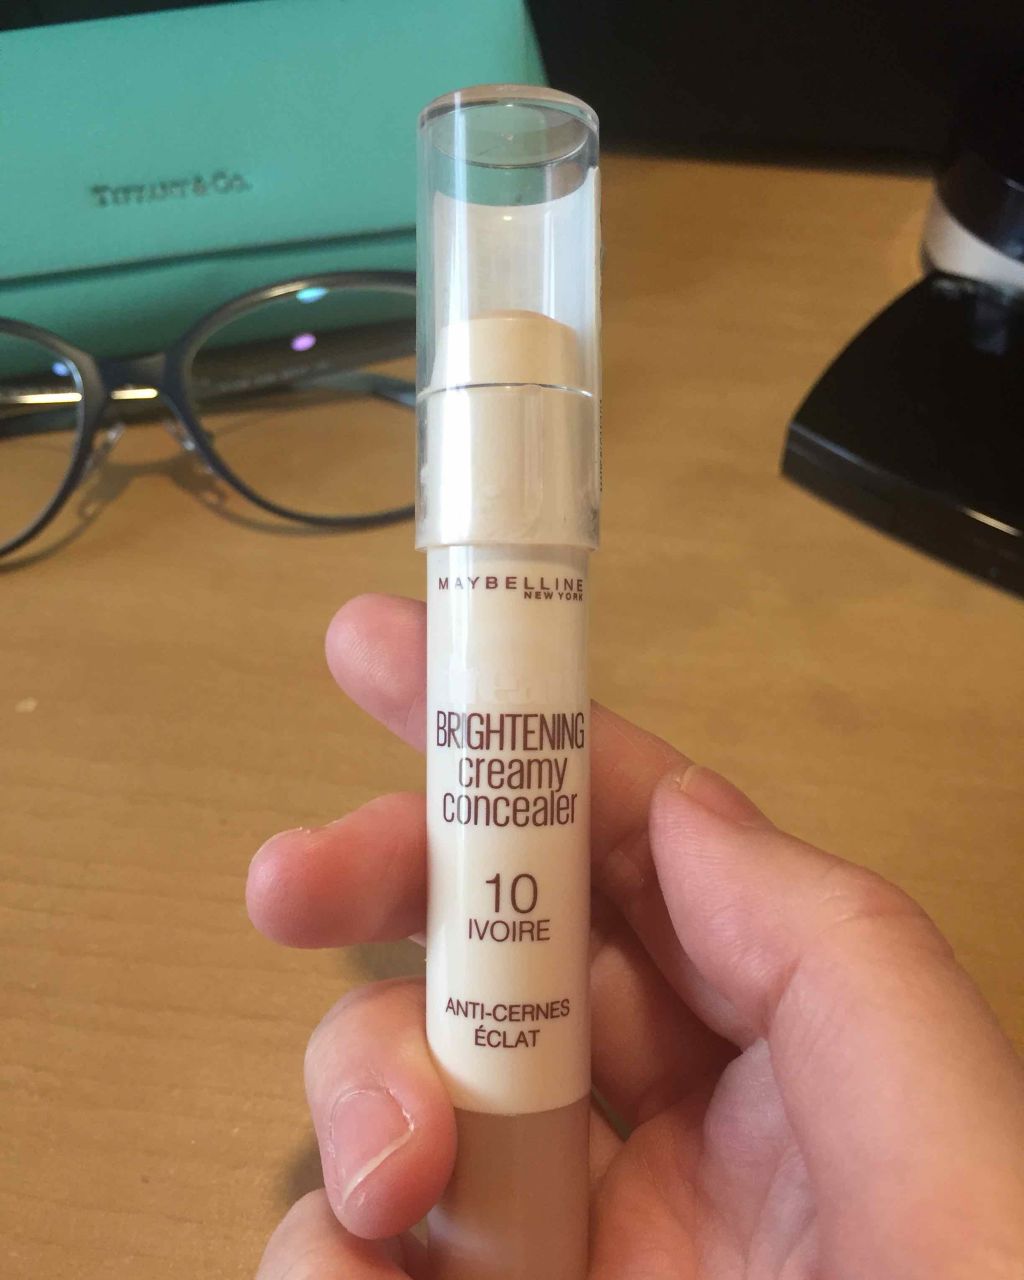 TIFFANY & CO.
MAYBELLINE
NEW YORK
BRIGHTENING
creamy
concealer
10
IVOIRE
ANTI-CERNES
ÉCLAT